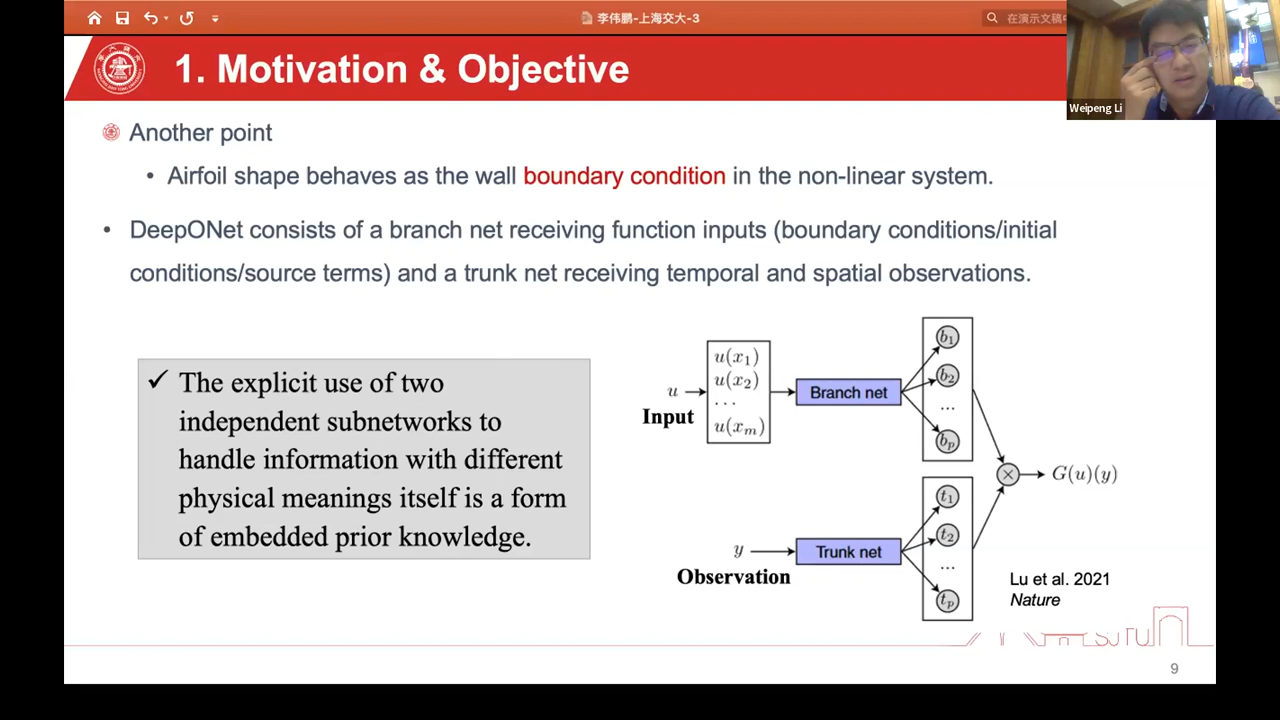 李伟鹏-上海交大-3
在演示文稿
Weipeng Li
1. Motivation & Objective
Another point
• Airfoil shape behaves as the wall boundary condition in the non-linear system.
• DeepONet consists of a branch net receiving function inputs (boundary conditions/initial
conditions/source terms) and a trunk net receiving temporal and spatial observations.
✓ The explicit use of two
independent subnetworks to
handle information with different
physical meanings itself is a form
of embedded prior knowledge.
u
Input
u(x₁)
u(x₂)
...
u(xₘ)
Branch net
b₁
b₂
...
bₚ
× G(u)(y)
y
Observation
Trunk net
t₁
t₂
...
tₚ
Lu et al. 2021
Nature
SJTU
9